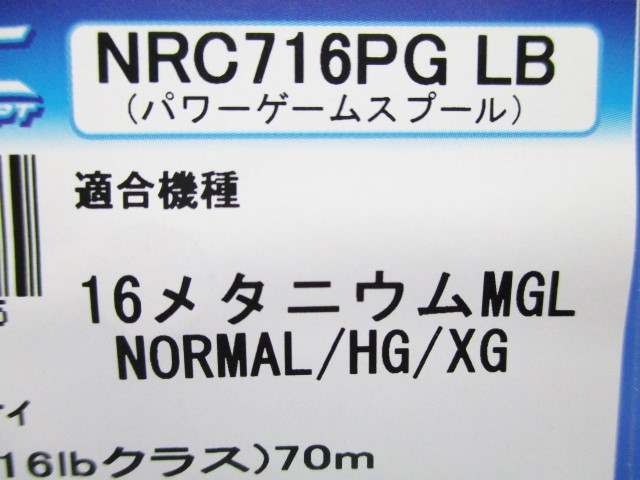 NRC716PG LB
(パワーゲームスプール)
適合機種
16メタニウムMGL
NORMAL/HG/XG
ィ
16lbクラス)70m